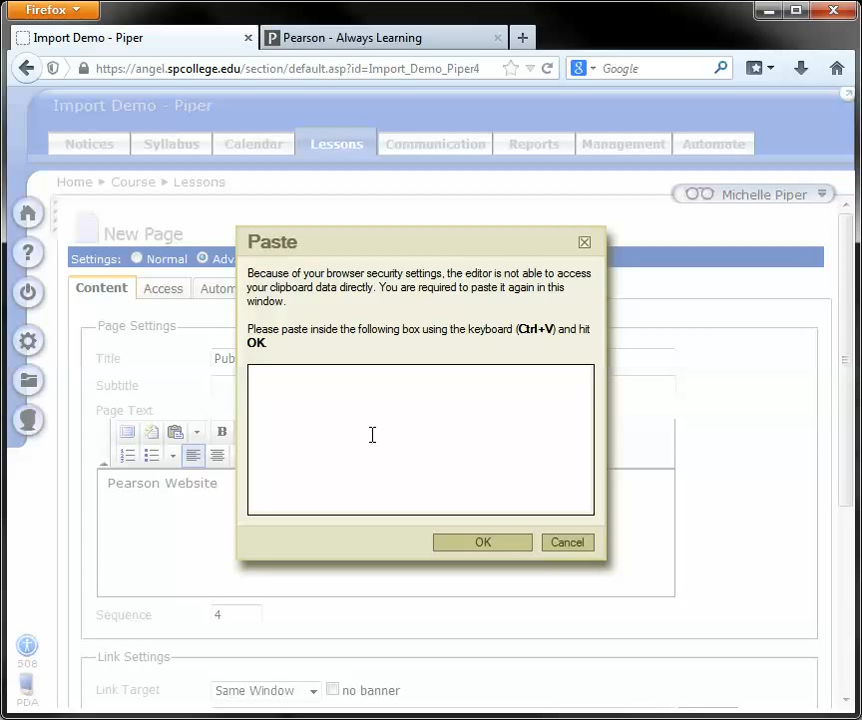 Firefox
Import Demo - Piper
Pearson - Always Learning
https://angel.spcollege.edu/section/default.asp?id=Import_Demo_Piper4
Google
Import Demo - Piper
Notices
Syllabus
Calendar
Lessons
Communication
Reports
Management
Automate
Home
Course
Lessons
Michelle Piper
New Page
Settings:
Normal
Adv
Content
Access
Autom
Page Settings
Title
Pub
Subtitle
Page Text
B
Pearson Website
Sequence
4
Link Settings
Link Target
Same Window
no banner
508
PDA
Paste
Because of your browser security settings, the editor is not able to access
your clipboard data directly. You are required to paste it again in this
window.
Please paste inside the following box using the keyboard (Ctrl+V) and hit
OK.
OK
Cancel